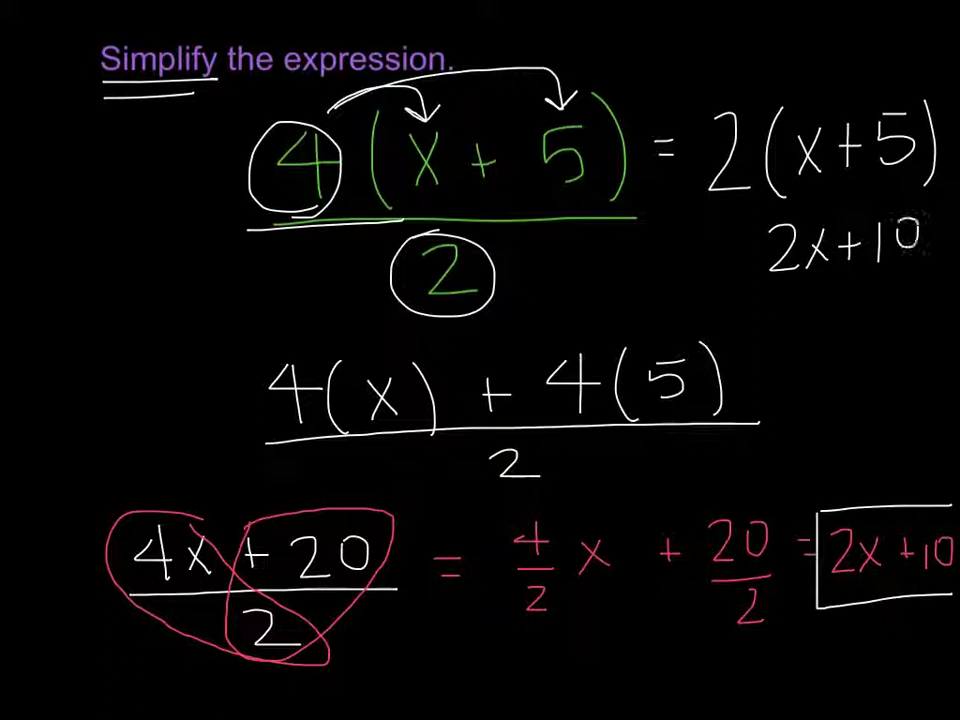 Simplify the expression.
4 (x + 5) = 2(x+5)
2
2x+10
4(x) + 4(5)
2
4x + 20 = 4 x + 20 = 2x+10
2 2 2